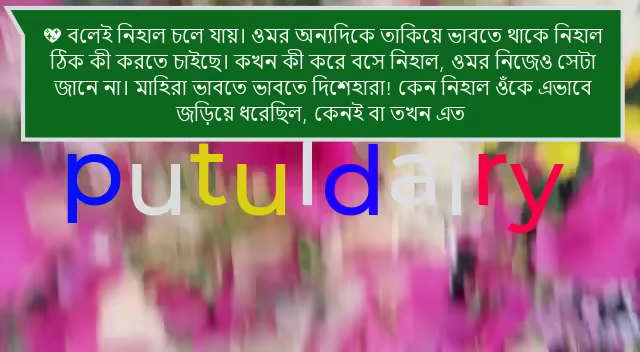 💖 বলেই নিহাল চলে যায়। ওমর অন্যদিকে তাকিয়ে ভাবতে থাকে নিহাল
ঠিক কী করতে চাইছে। কখন কী করে বসে নিহাল, ওমর নিজেও সেটা
জানে না। মাহিরা ভাবতে ভাবতে দিশেহারা! কেন নিহাল ওঁকে এভাবে
জড়িয়ে ধরেছিল, কেনই বা তখন এত
putuldairy